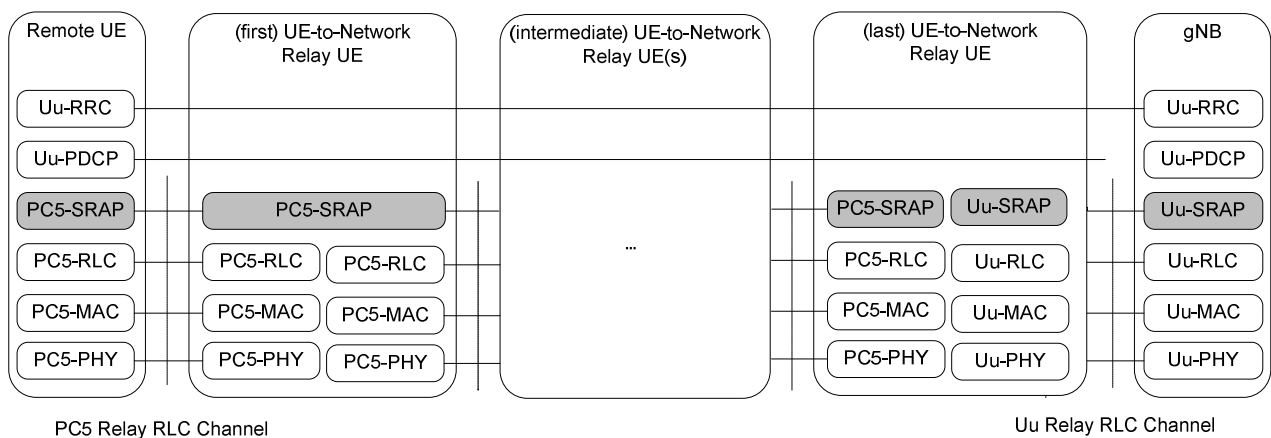 Remote UE
(first) UE-to-Network
Relay UE
(intermediate) UE-to-Network
Relay UE(s)
(last) UE-to-Network
Relay UE
gNB
Uu-RRC
Uu-RRC
Uu-PDCP
Uu-PDCP
PC5-SRAP
PC5-SRAP
PC5-SRAP
Uu-SRAP
Uu-SRAP
PC5-RLC
PC5-RLC
PC5-RLC
...
PC5-RLC
Uu-RLC
Uu-RLC
PC5-MAC
PC5-MAC
PC5-MAC
PC5-MAC
Uu-MAC
Uu-MAC
PC5-PHY
PC5-PHY
PC5-PHY
PC5-PHY
Uu-PHY
Uu-PHY
PC5 Relay RLC Channel
Uu Relay RLC Channel